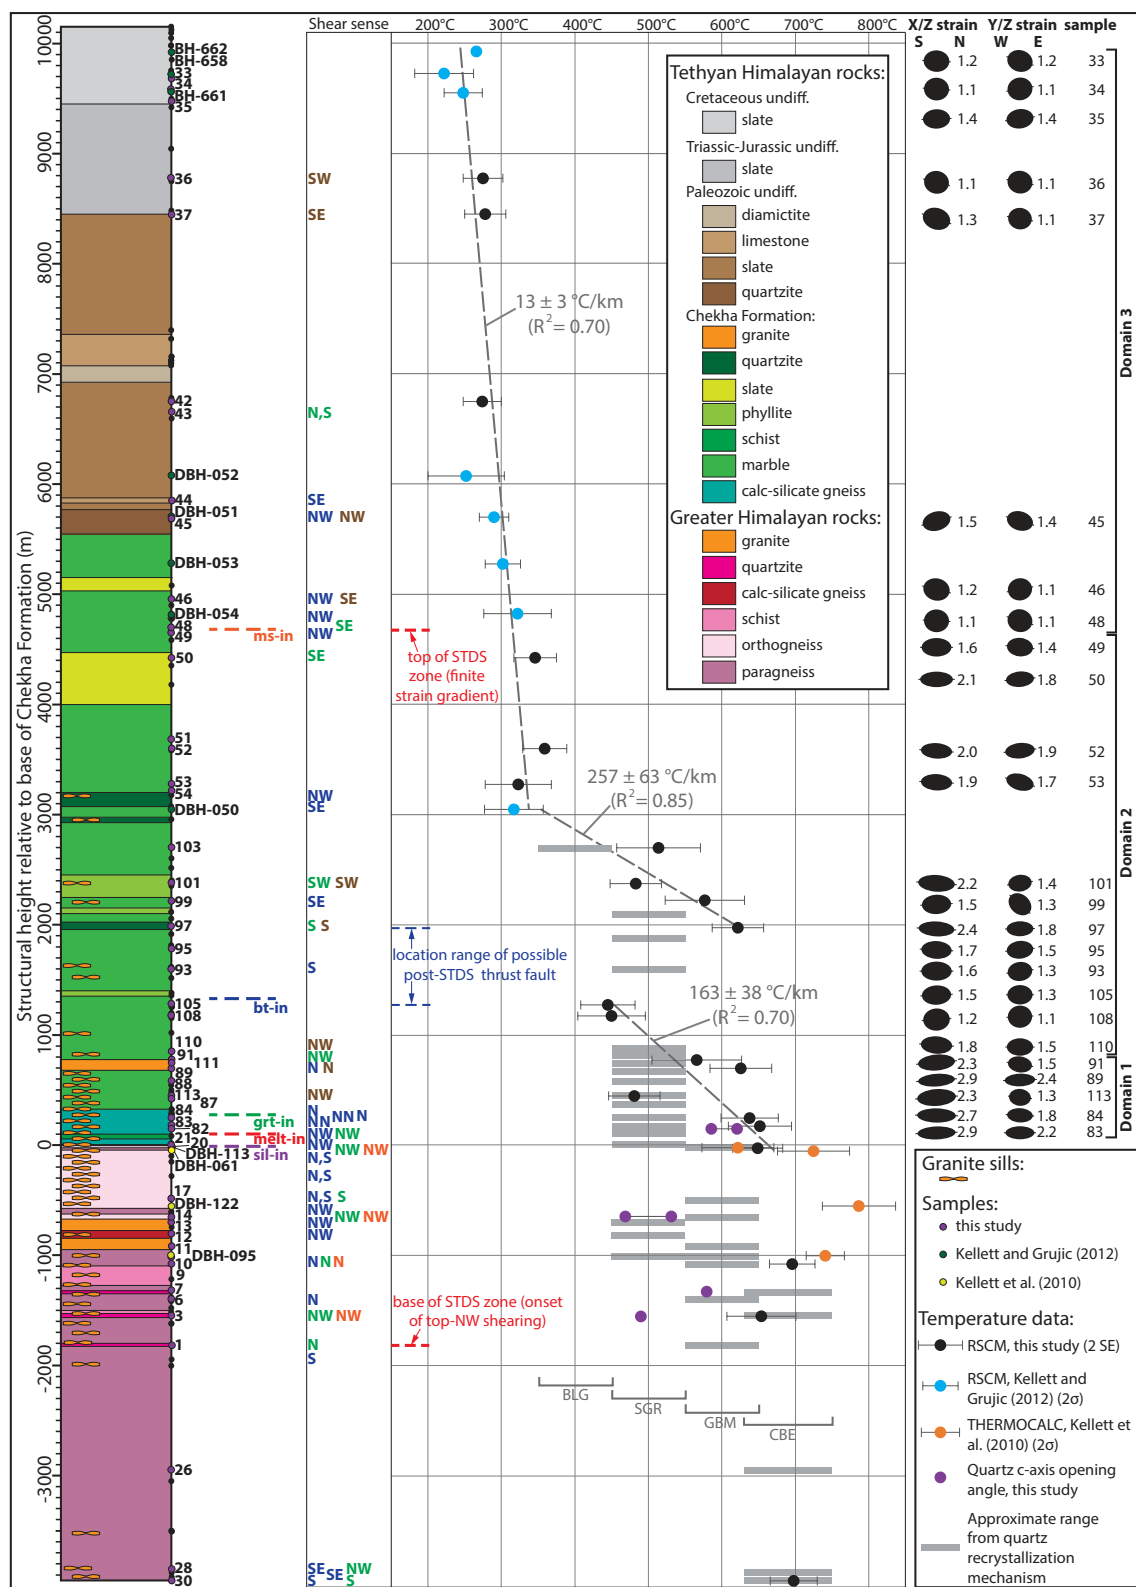 Shear sense
200°C 300°C 400°C 500°C 600°C 700°C 800°C
X/Z strain Y/Z strain sample
S N W E
Structural height relative to base of Chekha Formation (m)
10000
9000
8000
7000
6000
5000
4000
3000
2000
1000
0
-1000
-2000
-3000
BH-662
BH-658
33
34
BH-661
35
36
37
42
43
DBH-052
44
DBH-051
45
DBH-053
46
DBH-054
48
49
50
51
52
53
54
DBH-050
103
101
99
97
95
93
105
108
110
91
111
89
88
113
87
84
83
82
21
20
DBH-113
DBH-061
17
DBH-122
14
13
12
11
DBH-095
10
9
7
6
3
1
26
28
30
ms-in
bt-in
grt-in
melt-in
sil-in
SW
SE
N,S
SE
NW NW
NW SE
NW
SE
NW
SE
NW
SE
SW SW
SE
S S
S
NW
NW
N N
NW
N
NN N
NN
NW NW
NW
NW NW
N,S
N,S
N,S S
NW
NW NW
NW
NW
N N N
N
NW NW
N
S
SE NW
SE
S S
13 ± 3 °C/km
(R²= 0.70)
257 ± 63 °C/km
(R²= 0.85)
163 ± 38 °C/km
(R²= 0.70)
top of STDS
zone (finite
strain gradient)
location range of possible
post-STDS thrust fault
base of STDS zone (onset
of top-NW shearing)
BLG
SGR
GBM
CBE
Tethyan Himalayan rocks:
Cretaceous undiff.
slate
Triassic-Jurassic undiff.
slate
Paleozoic undiff.
diamictite
limestone
slate
quartzite
Chekha Formation:
granite
quartzite
slate
phyllite
schist
marble
calc-silicate gneiss
Greater Himalayan rocks:
granite
quartzite
calc-silicate gneiss
schist
orthogneiss
paragneiss
1.2 1.2 33
1.1 1.1 34
1.4 1.4 35
1.1 1.1 36
1.3 1.1 37
1.5 1.4 45
1.2 1.1 46
1.1 1.1 48
1.6 1.4 49
2.1 1.8 50
2.0 1.9 52
1.9 1.7 53
2.2 1.4 101
1.5 1.3 99
2.4 1.8 97
1.7 1.5 95
1.6 1.3 93
1.5 1.3 105
1.2 1.1 108
1.8 1.5 110
2.3 1.5 91
2.9 2.4 89
2.3 1.3 113
2.7 1.8 84
2.9 2.2 83
Domain 3
Domain 2
Domain 1
Granite sills:
Samples:
this study
Kellett and Grujic (2012)
Kellett et al. (2010)
Temperature data:
RSCM, this study (2 SE)
RSCM, Kellett and
Grujic (2012) (2σ)
THERMOCALC, Kellett et
al. (2010) (2σ)
Quartz c-axis opening
angle, this study
Approximate range
from quartz
recrystallization
mechanism